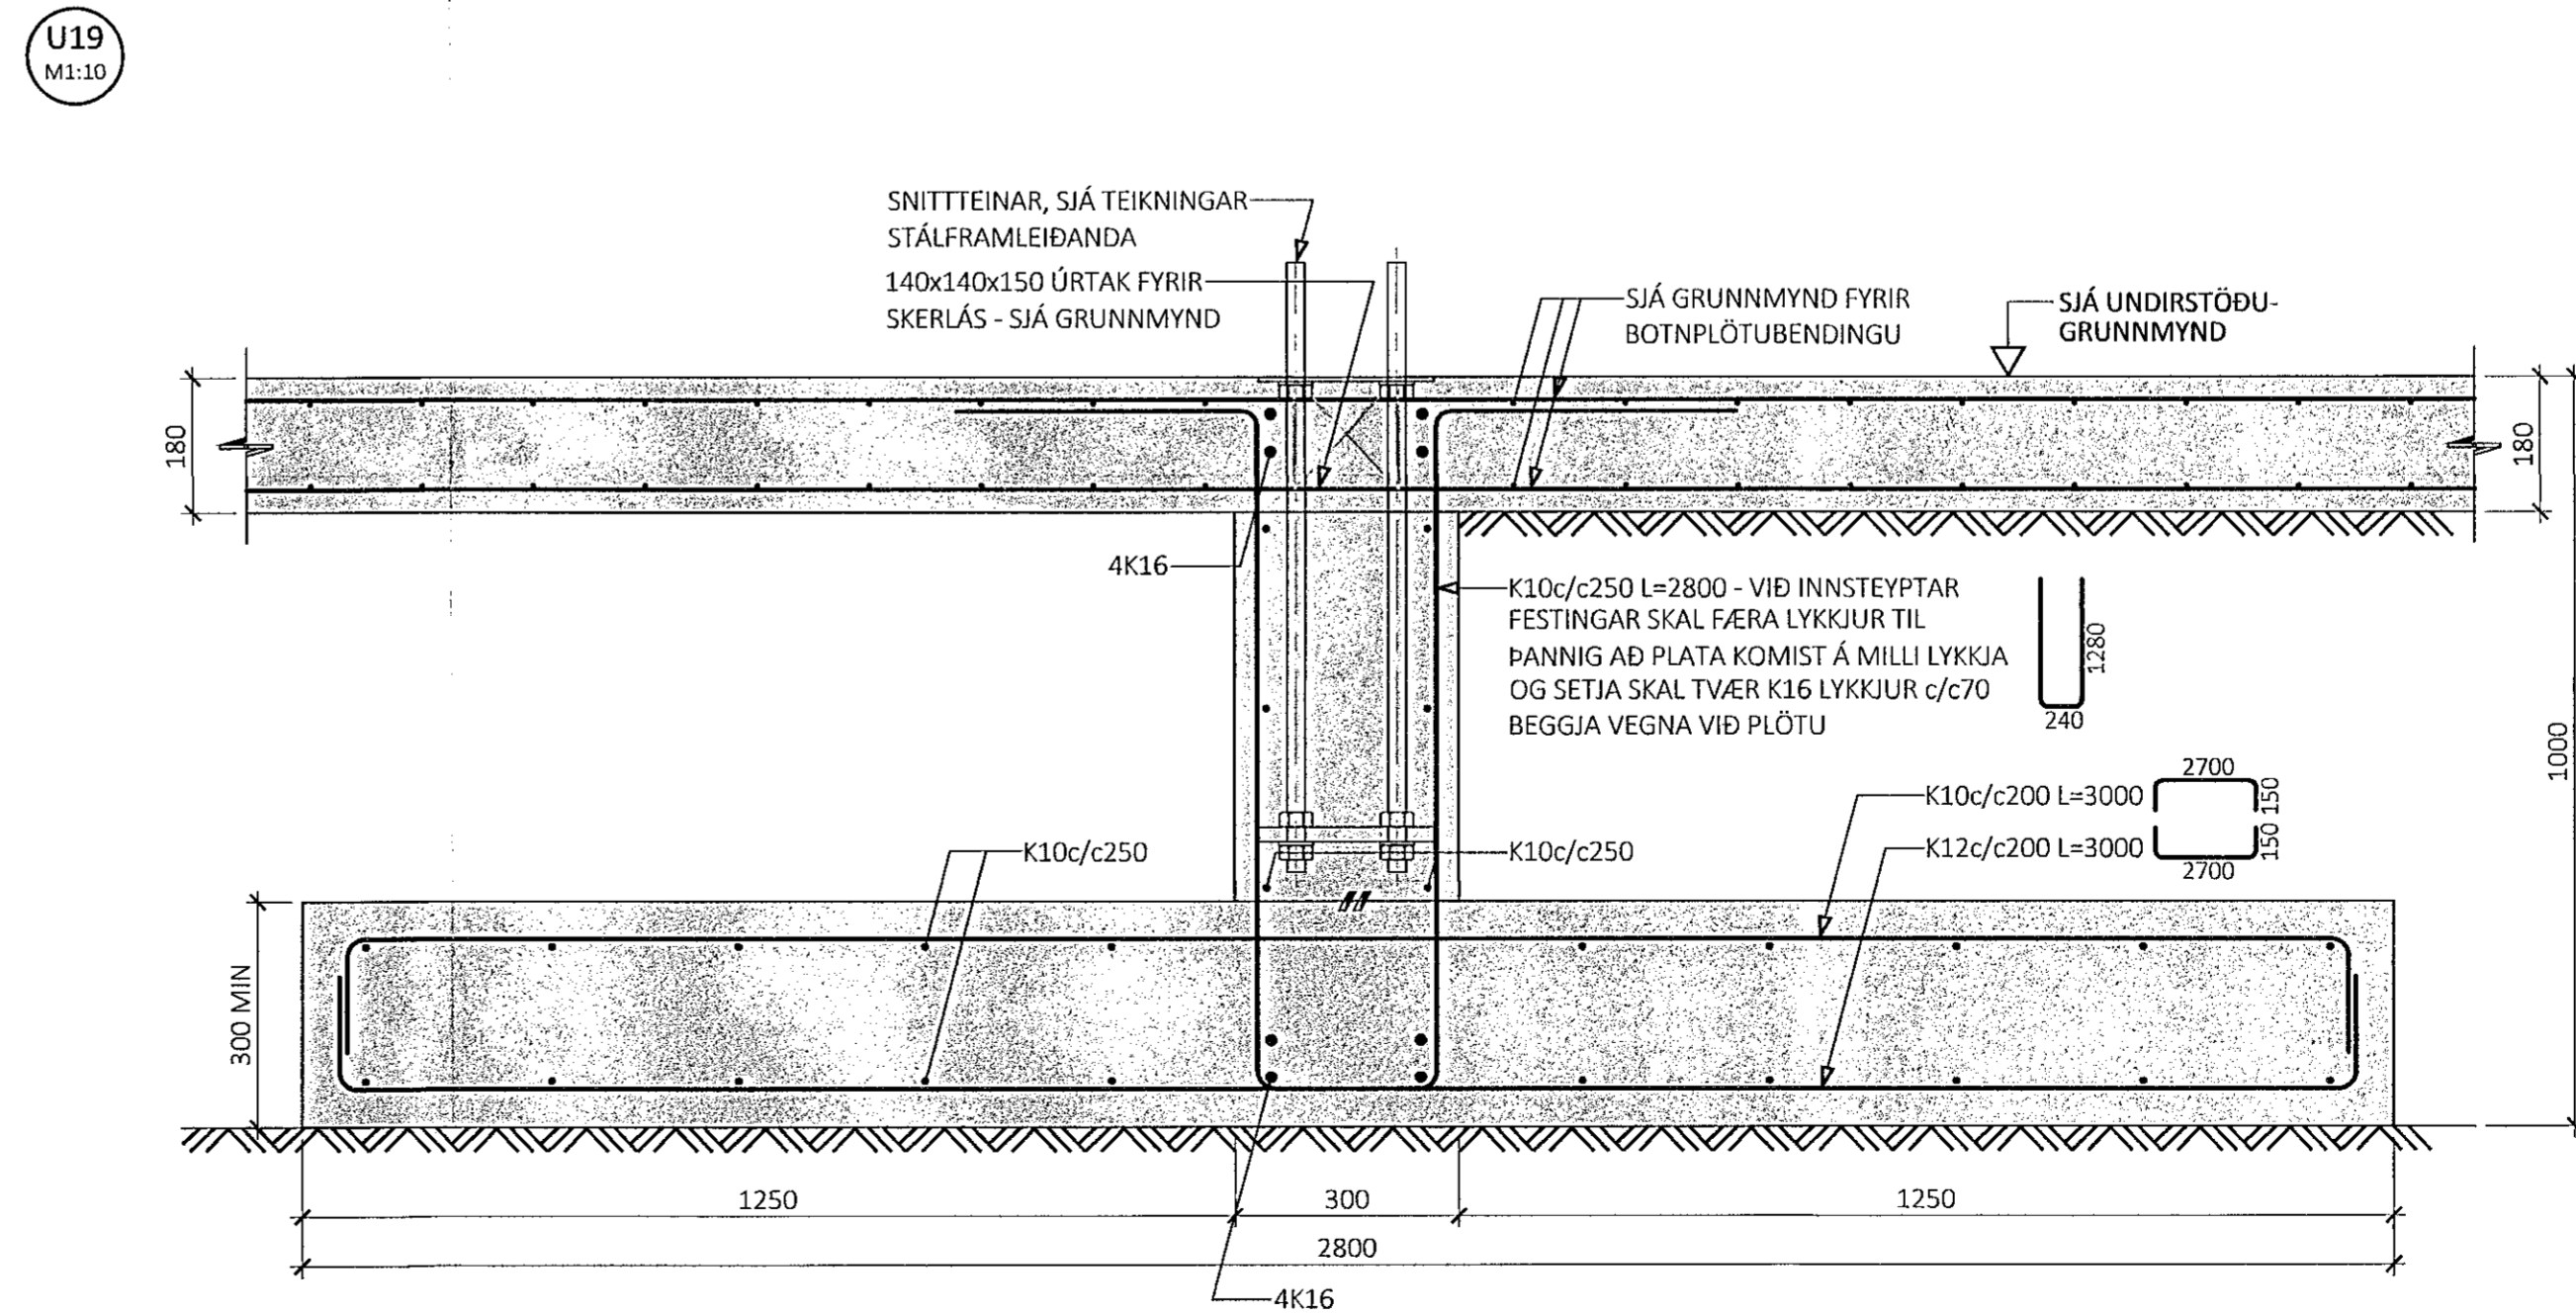 U19
M1:10
SNITTTEINAR, SJÁ TEIKNINGAR
STÁLFRAMLEIÐANDA
140x140x150 ÚRTAK FYRIR
SKERLÁS - SJÁ GRUNNMYND
SJÁ GRUNNMYND FYRIR
BOTNPLÖTUBENDINGU
SJÁ UNDIRSTÖÐU-
GRUNNMYND
180
180
4K16
K10c/c250 L=2800 - VIÐ INNSTEYPTAR
FESTINGAR SKAL FÆRA LYKKJUR TIL
ÞANNIG AÐ PLATA KOMIST Á MILLI LYKKJA
OG SETJA SKAL TVÆR K16 LYKKJUR c/c70
BEGGJA VEGNA VIÐ PLÖTU
1280
240
1000
2700
K10c/c200 L=3000
150
K12c/c200 L=3000
150
2700
K10c/c250
K10c/c250
300 MIN
1250
300
1250
2800
4K16